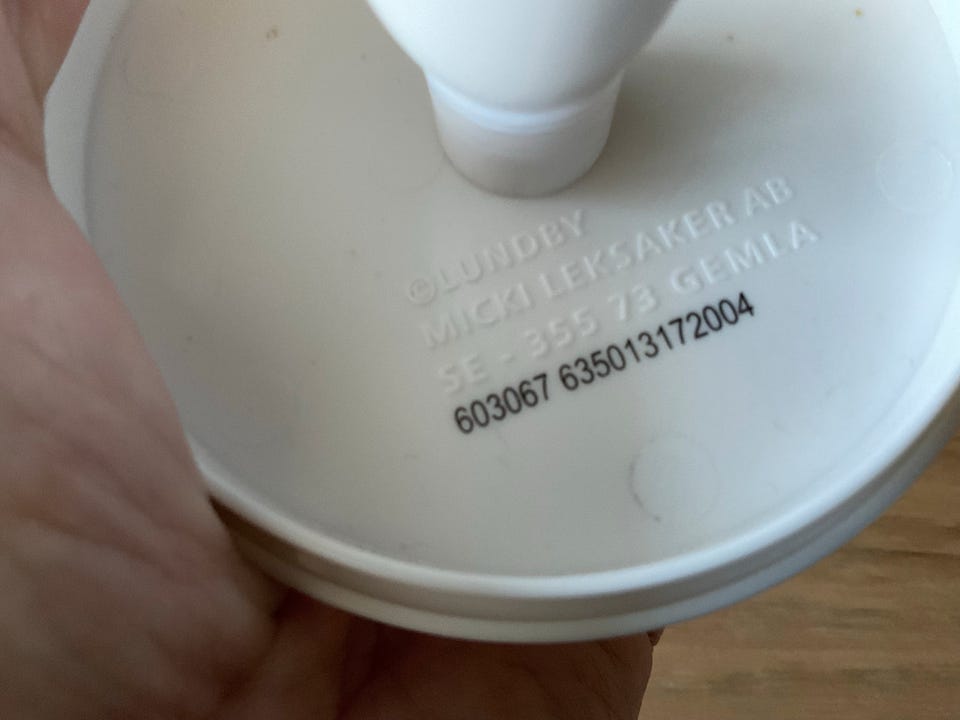 ©LUNDBY
MICKI LEKSAKER AB
SE - 355 73 GEMLA
603067 635013172004